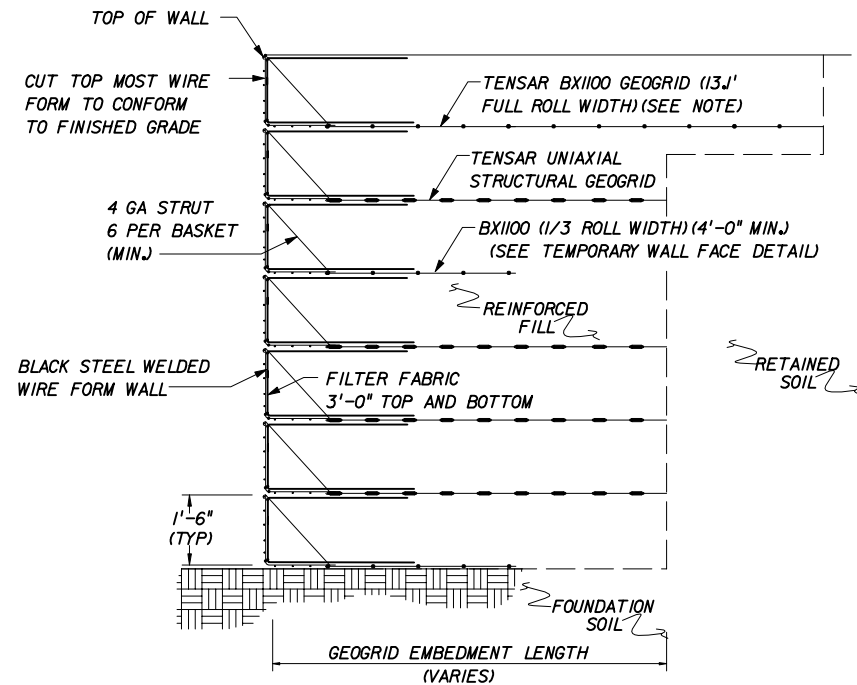 TOP OF WALL
CUT TOP MOST WIRE
FORM TO CONFORM
TO FINISHED GRADE
TENSAR BX1100 GEOGRID (13.1'
FULL ROLL WIDTH)(SEE NOTE)
TENSAR UNIAXIAL
STRUCTURAL GEOGRID
4 GA STRUT
6 PER BASKET
(MIN.)
BX1100 (1/3 ROLL WIDTH)(4'-0" MIN.)
(SEE TEMPORARY WALL FACE DETAIL)
REINFORCED
FILL
BLACK STEEL WELDED
WIRE FORM WALL
FILTER FABRIC
3'-0" TOP AND BOTTOM
RETAINED
SOIL
1'-6"
(TYP)
FOUNDATION
SOIL
GEOGRID EMBEDMENT LENGTH
(VARIES)